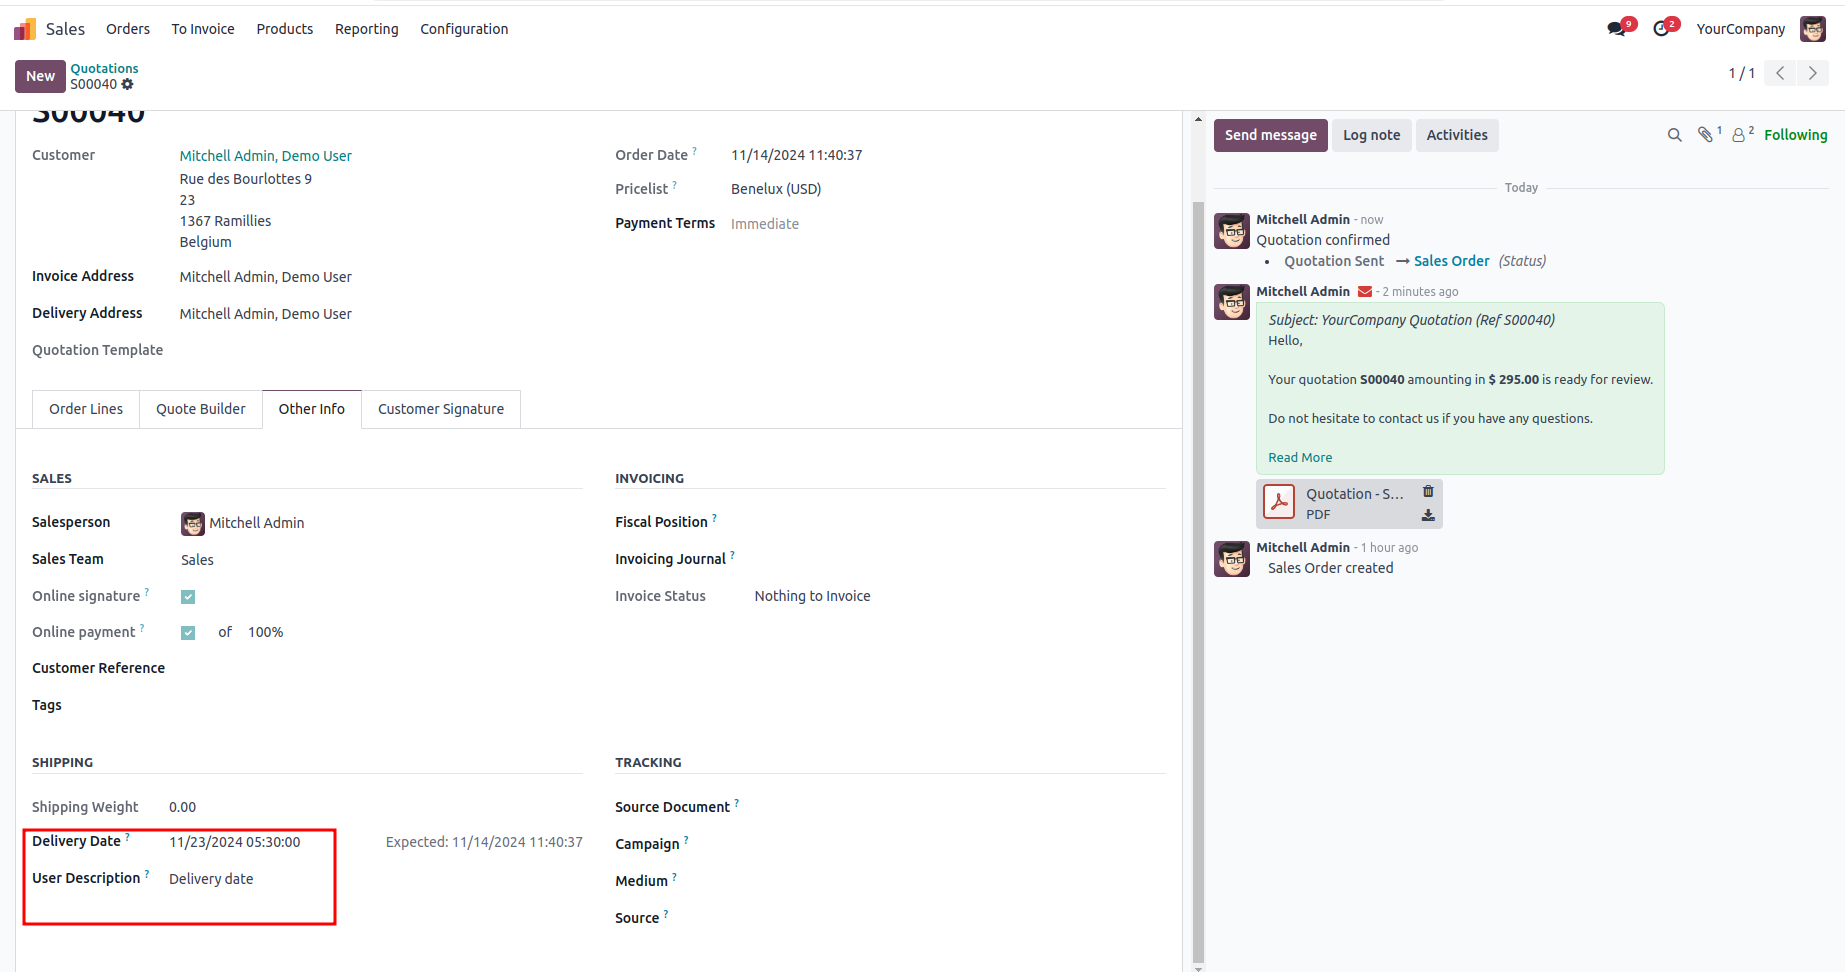 Sales Orders To Invoice Products Reporting Configuration 9 2 YourCompany
New Quotations
S00040
1 / 1
S00040
Customer Mitchell Admin, Demo User
Rue des Bourlottes 9
23
1367 Ramillies
Belgium
Invoice Address Mitchell Admin, Demo User
Delivery Address Mitchell Admin, Demo User
Quotation Template
Order Date ? 11/14/2024 11:40:37
Pricelist ? Benelux (USD)
Payment Terms Immediate
Order Lines Quote Builder Other Info Customer Signature
SALES
Salesperson Mitchell Admin
Sales Team Sales
Online signature ?
Online payment ? of 100%
Customer Reference
Tags
INVOICING
Fiscal Position ?
Invoicing Journal ?
Invoice Status Nothing to Invoice
SHIPPING
Shipping Weight 0.00
Delivery Date ? 11/23/2024 05:30:00 Expected: 11/14/2024 11:40:37
User Description ? Delivery date
TRACKING
Source Document ?
Campaign ?
Medium ?
Source ?
Send message Log note Activities 1 2 Following
Today
Mitchell Admin - now
Quotation confirmed
• Quotation Sent → Sales Order (Status)
Mitchell Admin - 2 minutes ago
Subject: YourCompany Quotation (Ref S00040)
Hello,
Your quotation S00040 amounting in $ 295.00 is ready for review.
Do not hesitate to contact us if you have any questions.
Read More
Quotation - S...
PDF
Mitchell Admin - 1 hour ago
Sales Order created